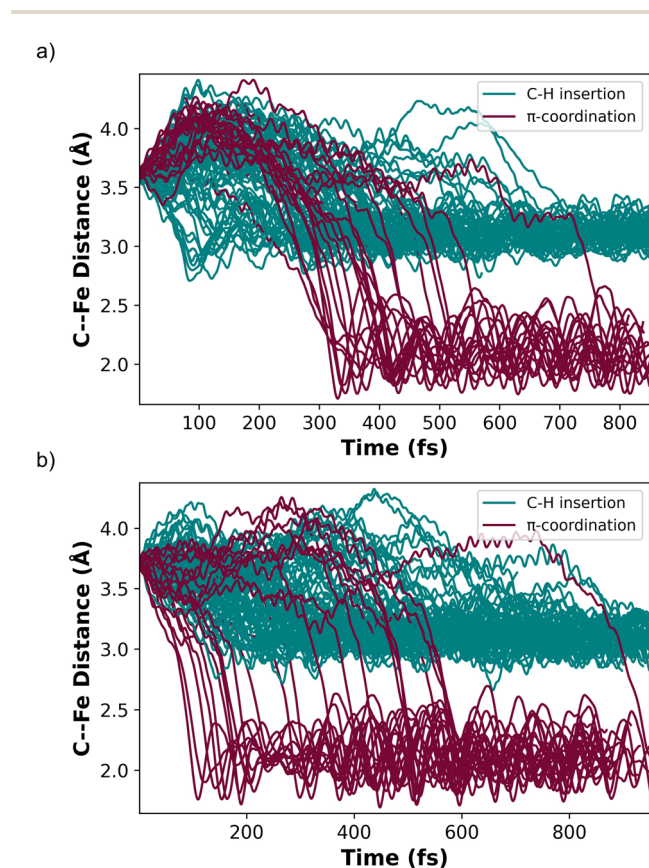 a)
C-H insertion
π-coordination
4.0
3.5
3.0
2.5
2.0
C--Fe Distance (Å)
100 200 300 400 500 600 700 800
Time (fs)
b)
C-H insertion
π-coordination
4.0
3.5
3.0
2.5
2.0
C--Fe Distance (Å)
200 400 600 800
Time (fs)